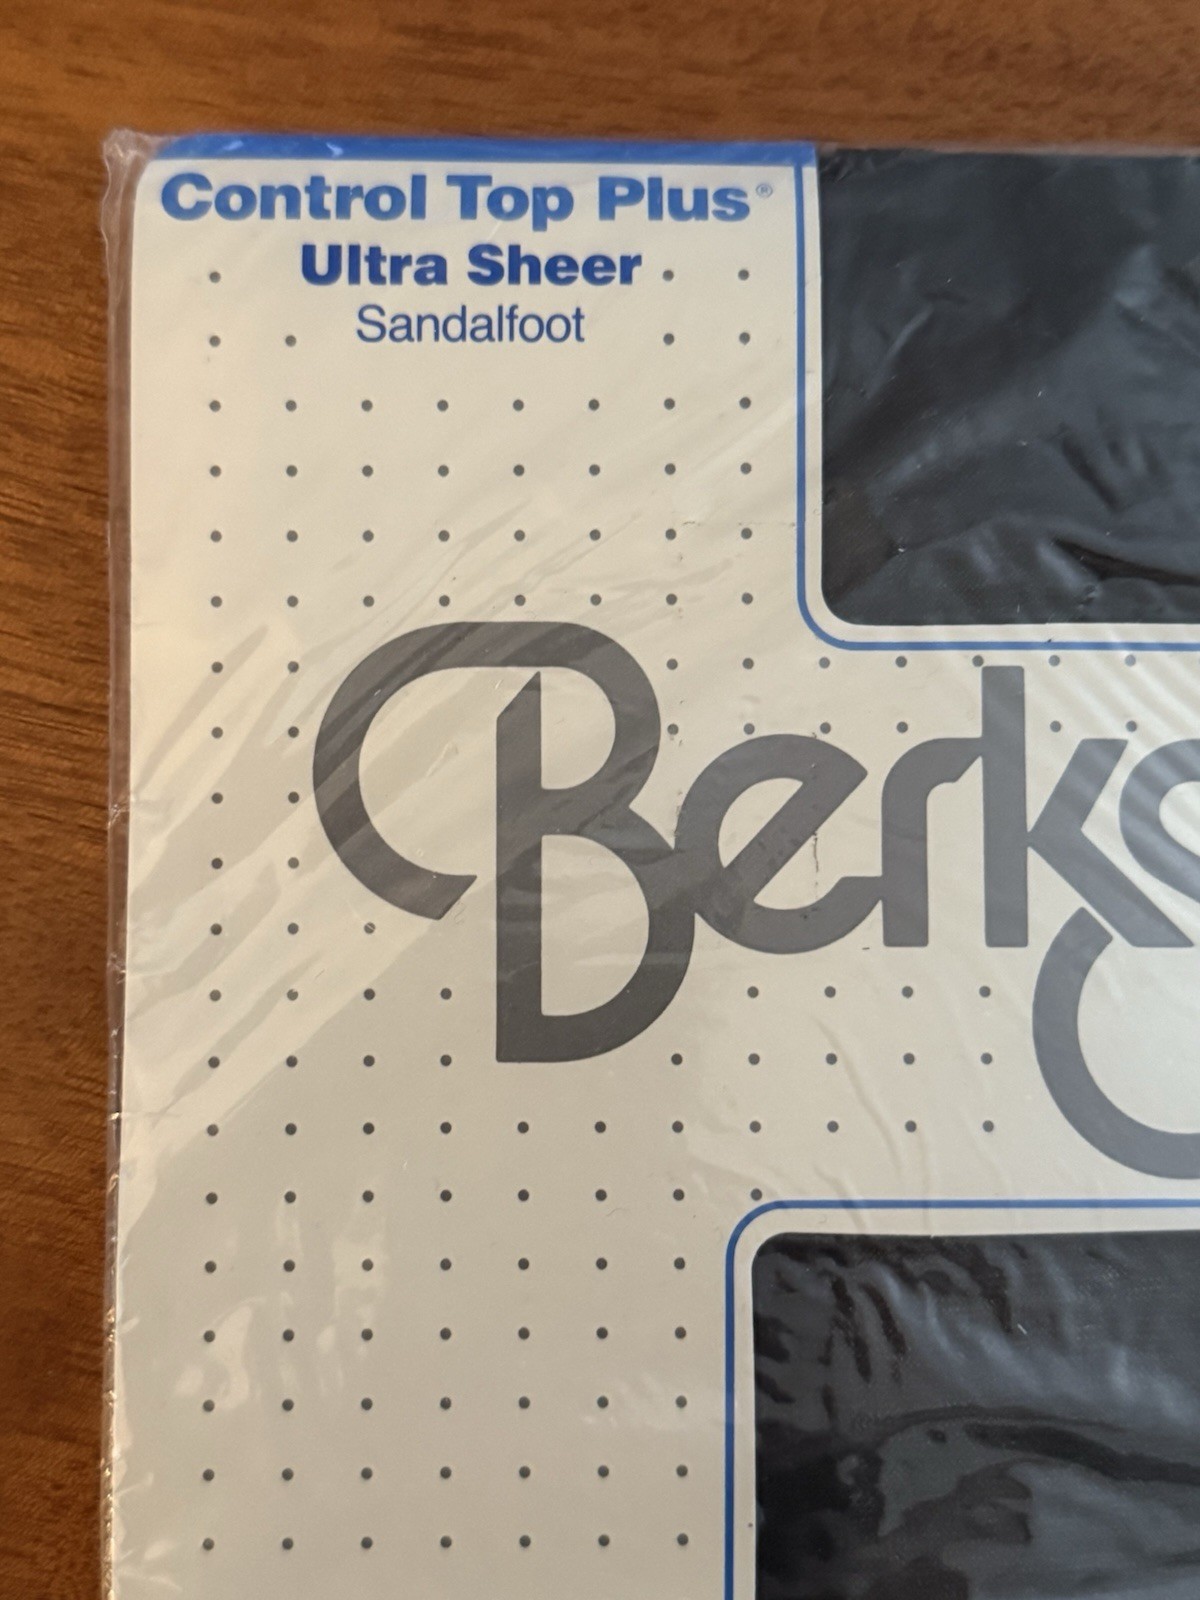 Control Top Plus®
Ultra Sheer
Sandalfoot
Berks